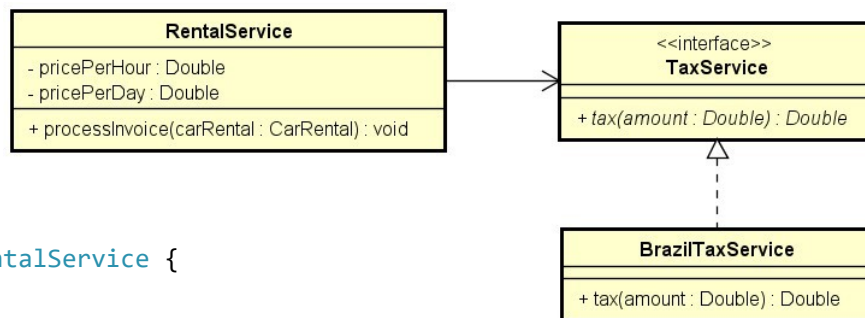 RentalService
- pricePerHour : Double
- pricePerDay : Double
+ processInvoice(carRental : CarRental) : void
<<interface>>
TaxService
+ tax(amount : Double) : Double
ntalService {
BrazilTaxService
+ tax(amount : Double) : Double